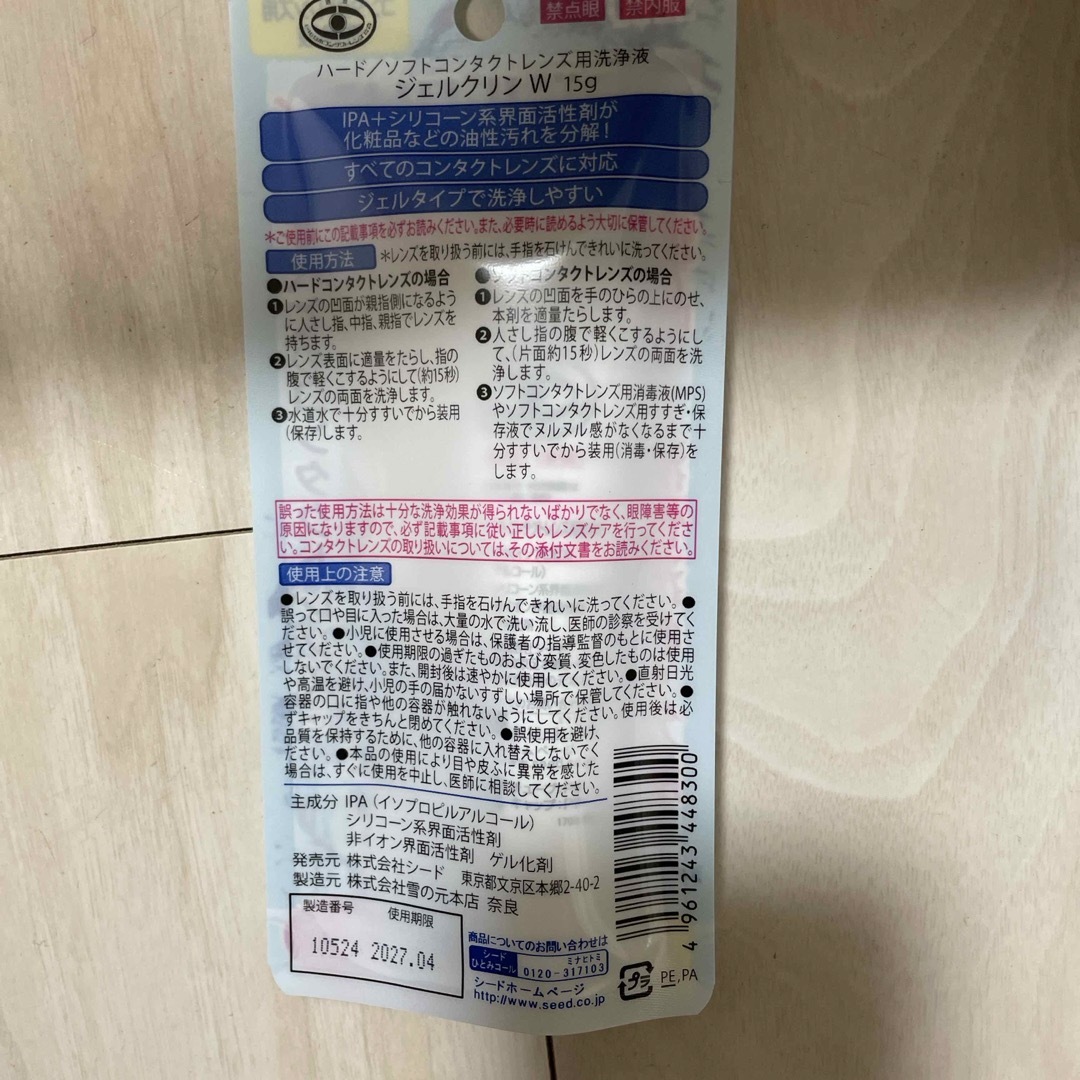 禁点眼 禁内服
ハード/ソフトコンタクトレンズ用洗浄液
ジェルクリン W 15g
IPA+シリコーン系界面活性剤が
化粧品などの油性汚れを分解!
すべてのコンタクトレンズに対応
ジェルタイプで洗浄しやすい
*ご使用前にこの記載事項を必ずお読みください。また、必要時に読めるよう大切に保管してください。
使用方法 *レンズを取り扱う前には、手指を石けんできれいに洗ってください。
●ハードコンタクトレンズの場合
❶レンズの凹面が親指側になるよう
に人さし指、中指、親指でレンズを
持ちます。
❷レンズ表面に適量をたらし、指の
腹で軽くこするようにして(約15秒)
レンズの両面を洗浄します。
❸水道水で十分すすいでから装用
(保存)します。
●ソフトコンタクトレンズの場合
❶レンズの凹面を手のひらの上にのせ、
本剤を適量たらします。
❷人さし指の腹で軽くこするようにし
て、(片面約15秒)レンズの両面を洗
浄します。
❸ソフトコンタクトレンズ用消毒液(MPS)
やソフトコンタクトレンズ用すすぎ・保
存液でヌルヌル感がなくなるまで十
分すすいでから装用(消毒・保存)を
します。
誤った使用方法は十分な洗浄効果が得られないばかりでなく、眼障害等の
原因になりますので、必ず記載事項に従い正しいレンズケアを行ってくださ
い。コンタクトレンズの取り扱いについては、その添付文書をお読みください。
使用上の注意
●レンズを取り扱う前には、手指を石けんできれいに洗ってください。●
誤って口や目に入った場合は、大量の水で洗い流し、医師の診察を受けてく
ださい。●小児に使用させる場合は、保護者の指導監督のもとに使用さ
せてください。●使用期限の過ぎたものおよび変質、変色したものは使用
しないでください。また、開封後は速やかに使用してください。●直射日光
や高温を避け、小児の手の届かないすずしい場所で保管してください。●
容器の口に指や他の容器が触れないようにしてください。使用後は必
ずキャップをきちんと閉めてください。●誤使用を避け、
品質を保持するために、他の容器に入れ替えしないでく
ださい。●本品の使用により目や皮ふに異常を感じた
場合は、すぐに使用を中止し、医師に相談してください。
主成分 IPA(イソプロピルアルコール)
シリコーン系界面活性剤
非イオン界面活性剤 ゲル化剤
発売元 株式会社シード 東京都文京区本郷2-40-2
製造元 株式会社雪の元本店 奈良
製造番号 使用期限
10524 2027.04
商品についてのお問い合わせは
シード
ひとみコール
ミナヒトミ
0120-317103
シードホームページ
http://www.seed.co.jp
4 961243 448300
プラ PE,PA